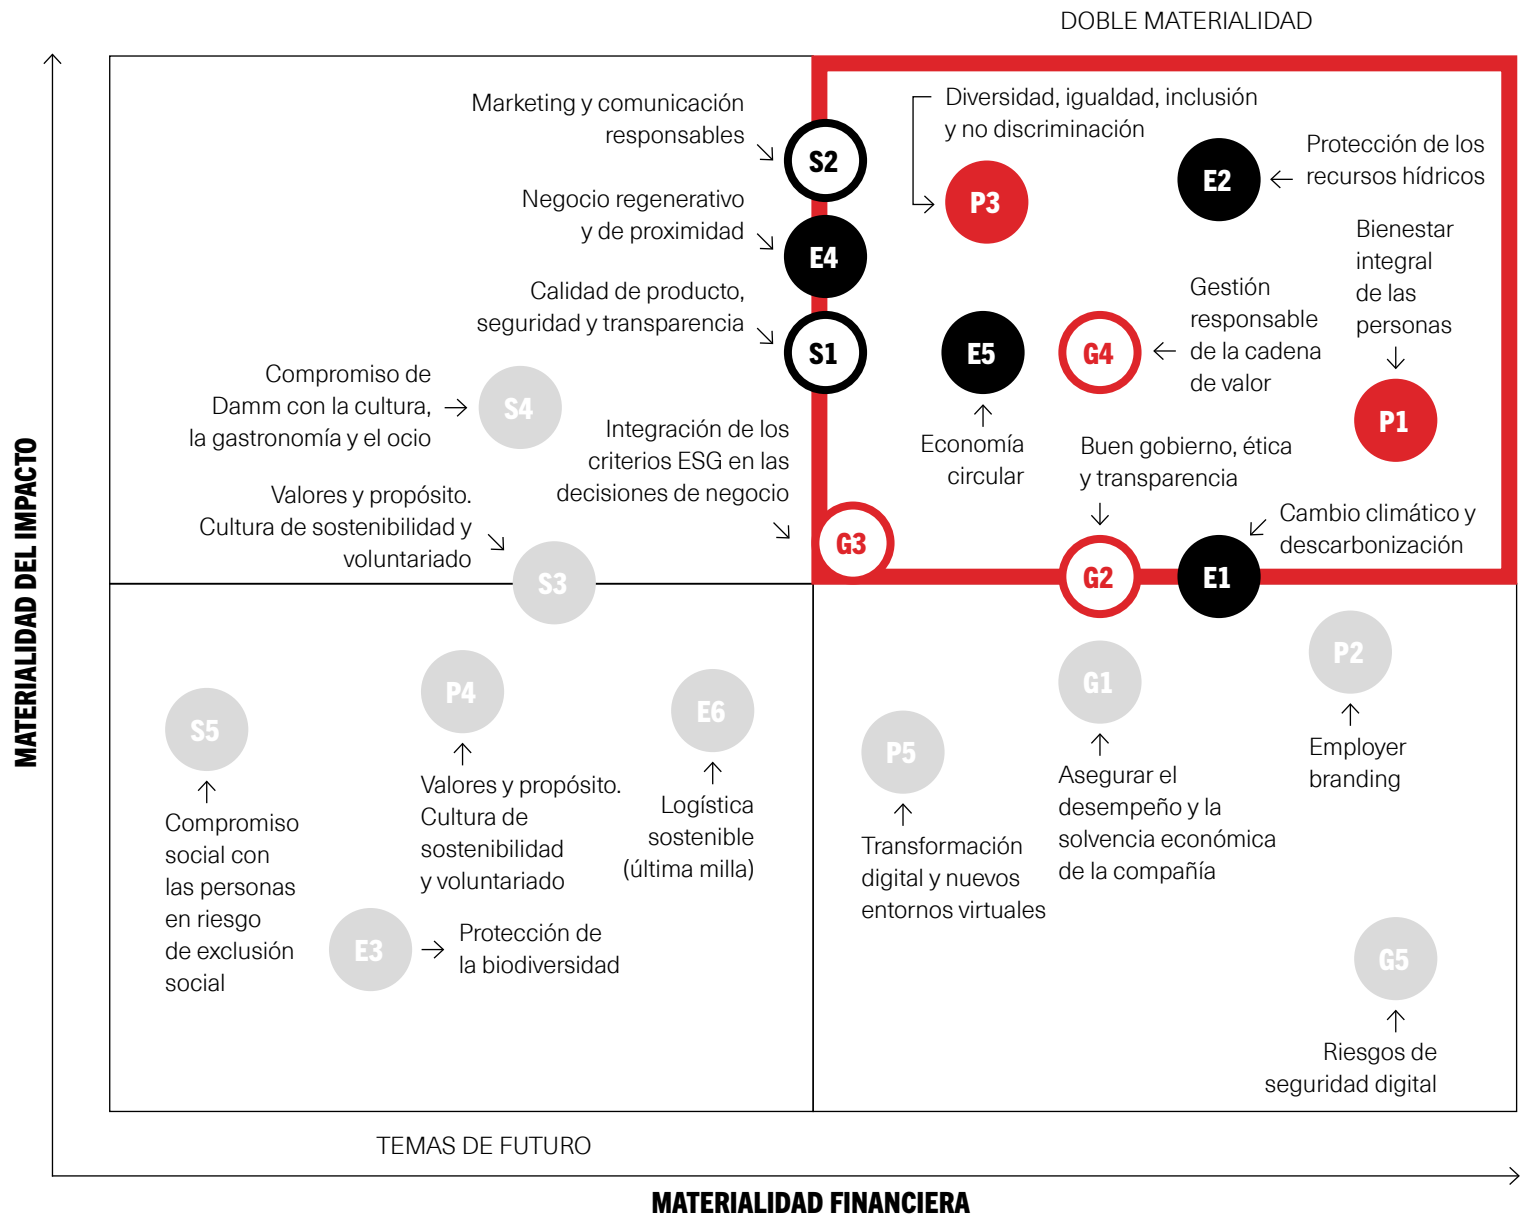 DOBLE MATERIALIDAD
Marketing y comunicación
responsables
S2
Negocio regenerativo
y de proximidad
E4
Calidad de producto,
seguridad y transparencia
S1
Diversidad, igualdad, inclusión
y no discriminación
P3
E2
Protección de los
recursos hídricos
Bienestar
integral
de las
personas
P1
Gestión
responsable
de la cadena
de valor
G4
E5
Economía
circular
Compromiso de
Damm con la cultura,
la gastronomía y el ocio
S4
Integración de los
criterios ESG en las
decisiones de negocio
G3
Buen gobierno, ética
y transparencia
G2
Cambio climático y
descarbonización
E1
Valores y propósito.
Cultura de sostenibilidad y
voluntariado
S3
MATERIALIDAD DEL IMPACTO
S5
Compromiso
social con
las personas
en riesgo
de exclusión
social
P4
Valores y propósito.
Cultura de
sostenibilidad
y voluntariado
E6
Logística
sostenible
(última milla)
E3
Protección de
la biodiversidad
P5
Transformación
digital y nuevos
entornos virtuales
G1
Asegurar el
desempeño y la
solvencia económica
de la compañía
P2
Employer
branding
G5
Riesgos de
seguridad digital
TEMAS DE FUTURO
MATERIALIDAD FINANCIERA